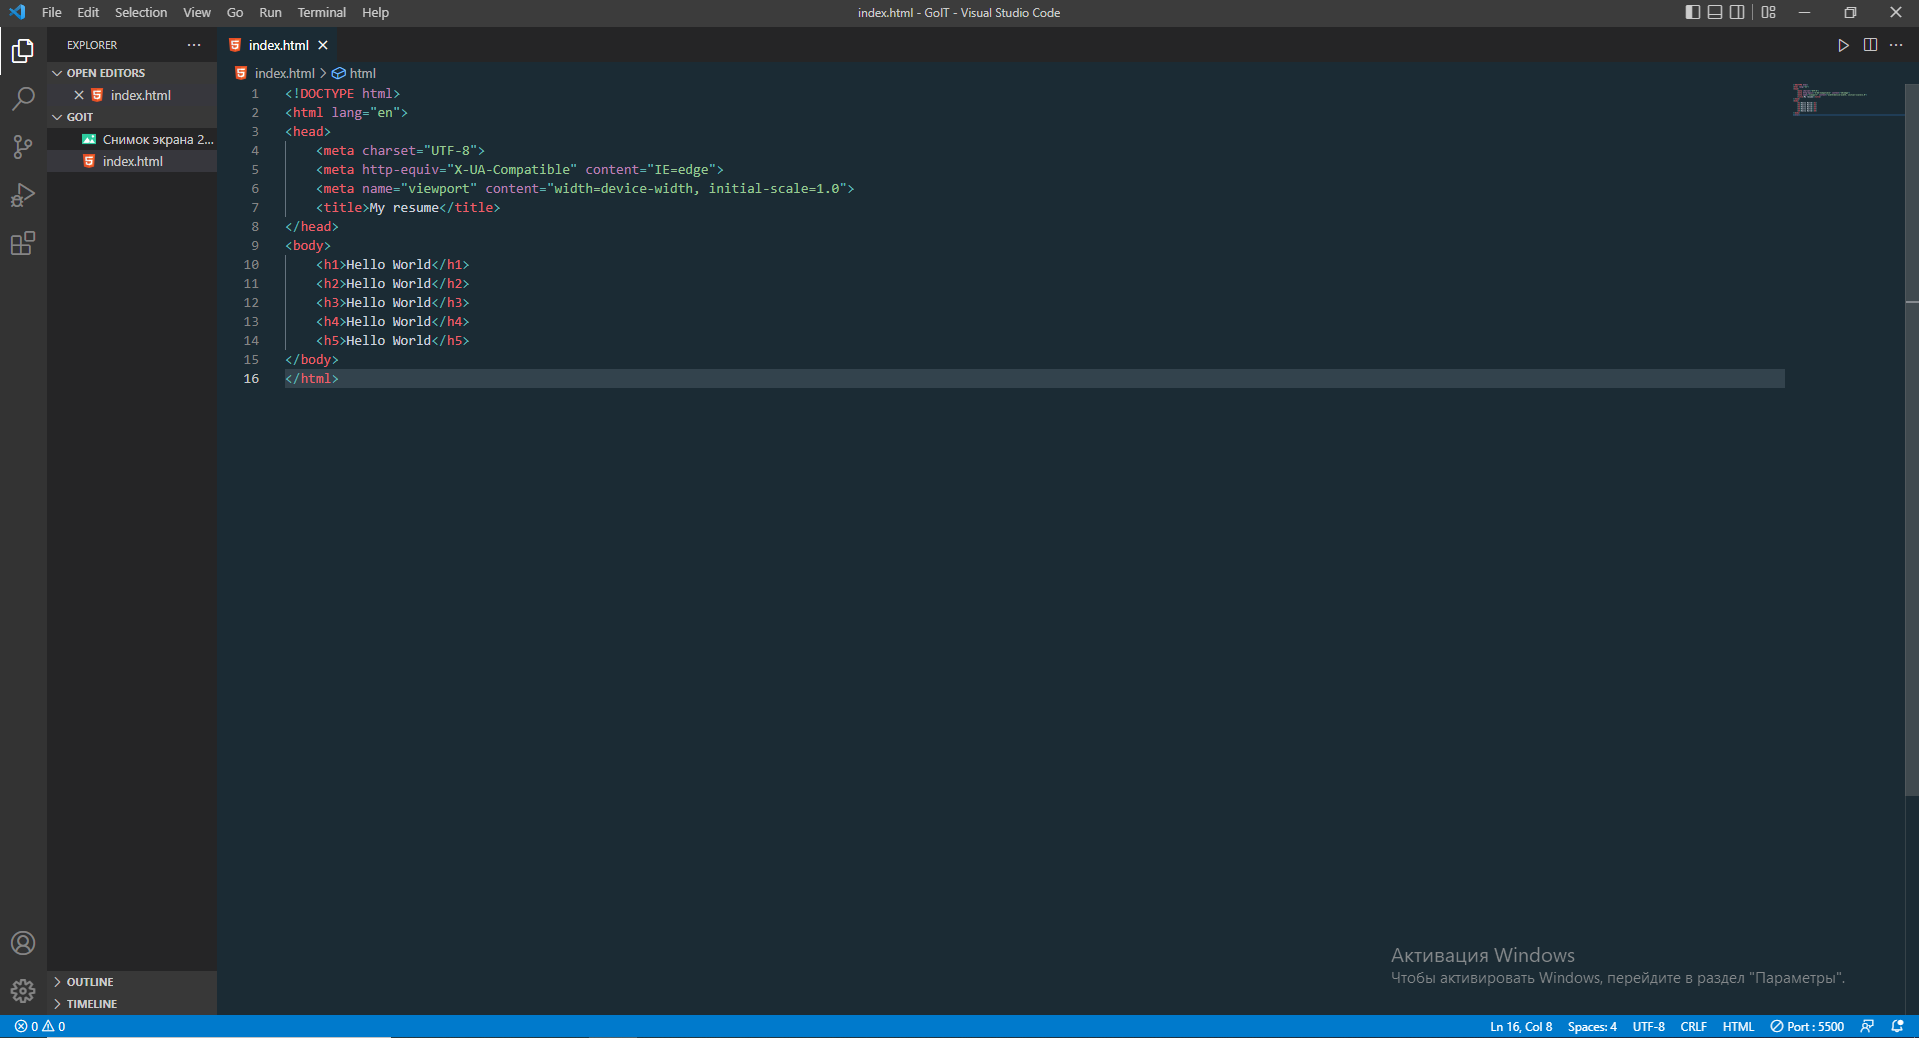 File Edit Selection View Go Run Terminal Help
index.html - GoIT - Visual Studio Code
EXPLORER
OPEN EDITORS
index.html
GOIT
Снимок экрана 2...
index.html
index.html
index.html > html
1 <!DOCTYPE html>
2 <html lang="en">
3 <head>
4     <meta charset="UTF-8">
5     <meta http-equiv="X-UA-Compatible" content="IE=edge">
6     <meta name="viewport" content="width=device-width, initial-scale=1.0">
7     <title>My resume</title>
8 </head>
9 <body>
10     <h1>Hello World</h1>
11     <h2>Hello World</h2>
12     <h3>Hello World</h3>
13     <h4>Hello World</h4>
14     <h5>Hello World</h5>
15 </body>
16 </html>
Активация Windows
Чтобы активировать Windows, перейдите в раздел "Параметры".
OUTLINE
TIMELINE
0 0
Ln 16, Col 8 Spaces: 4 UTF-8 CRLF HTML Port : 5500